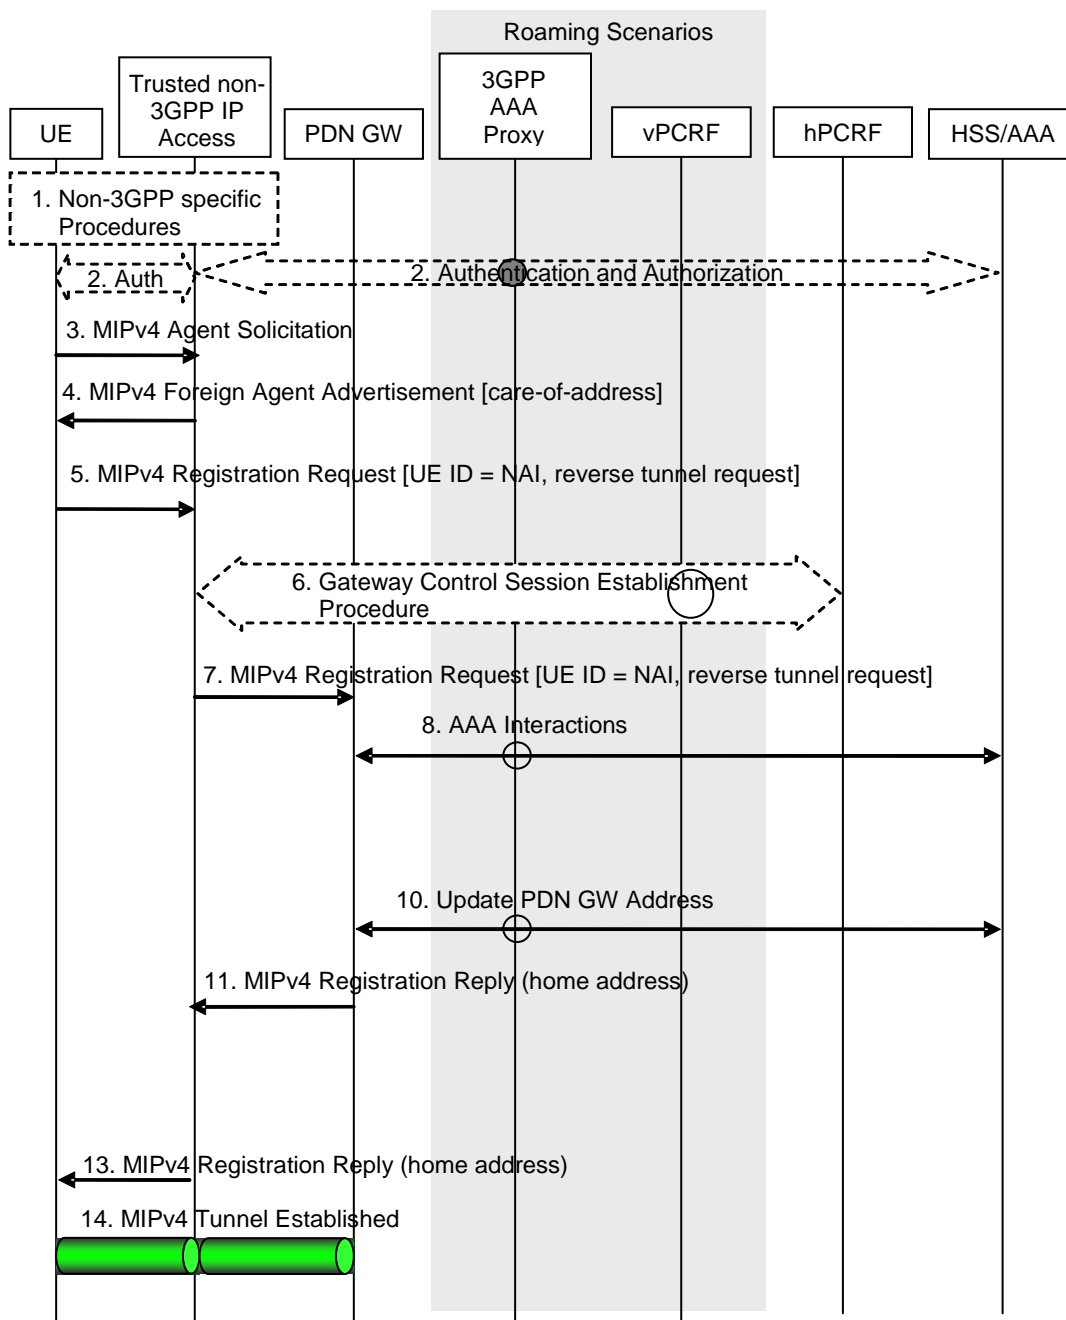 Roaming Scenarios
UE
Trusted non-
3GPP IP
Access
PDN GW
3GPP
AAA
Proxy
vPCRF
hPCRF
HSS/AAA
1. Non-3GPP specific
Procedures
2. Auth
2. Authentication and Authorization
3. MIPv4 Agent Solicitation
4. MIPv4 Foreign Agent Advertisement [care-of-address]
5. MIPv4 Registration Request [UE ID = NAI, reverse tunnel request]
6. Gateway Control Session Establishment
Procedure
7. MIPv4 Registration Request [UE ID = NAI, reverse tunnel request]
8. AAA Interactions
10. Update PDN GW Address
11. MIPv4 Registration Reply (home address)
13. MIPv4 Registration Reply (home address)
14. MIPv4 Tunnel Established